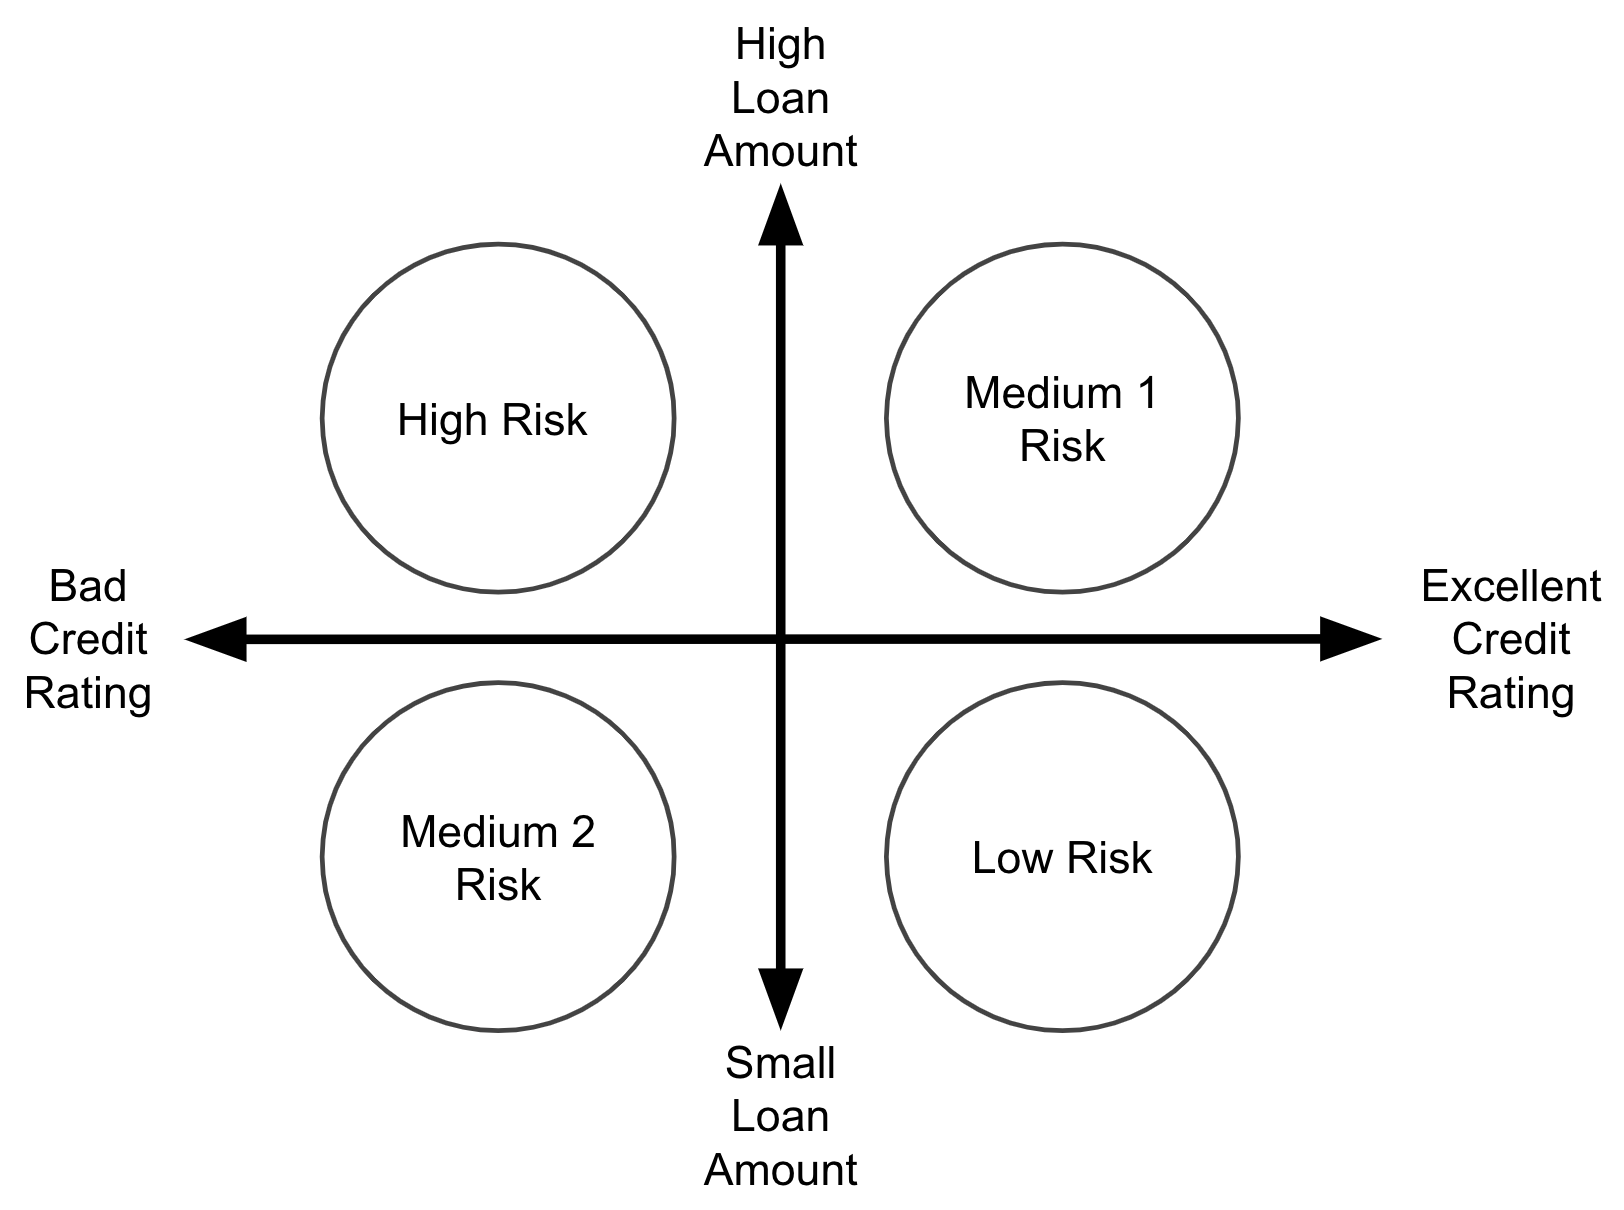 High
Loan
Amount
High Risk
Medium 1
Risk
Bad
Credit
Rating
Excellent
Credit
Rating
Medium 2
Risk
Low Risk
Small
Loan
Amount